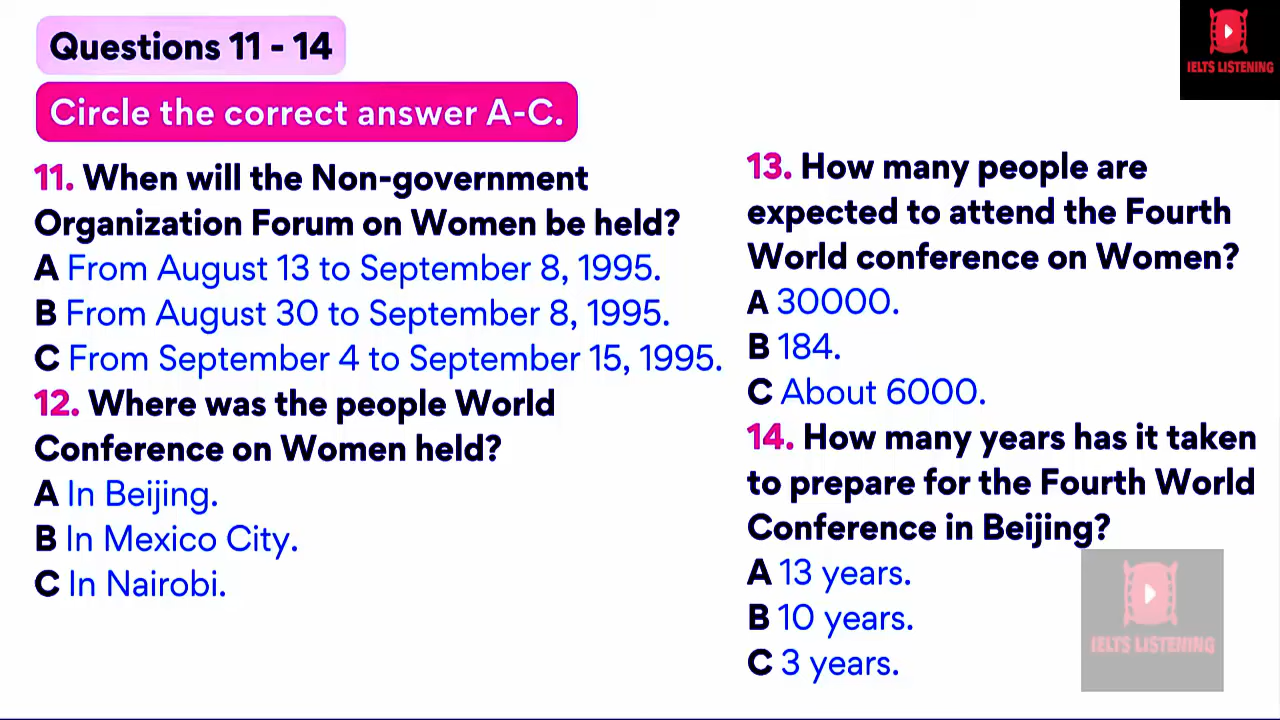 Questions 11 - 14
IELTS LISTENING
Circle the correct answer A-C.
11. When will the Non-government
Organization Forum on Women be held?
A From August 13 to September 8, 1995.
B From August 30 to September 8, 1995.
C From September 4 to September 15, 1995.
12. Where was the people World
Conference on Women held?
A In Beijing.
B In Mexico City.
C In Nairobi.
13. How many people are
expected to attend the Fourth
World conference on Women?
A 30000.
B 184.
C About 6000.
14. How many years has it taken
to prepare for the Fourth World
Conference in Beijing?
A 13 years.
B 10 years.
C 3 years.
IELTS LISTENING